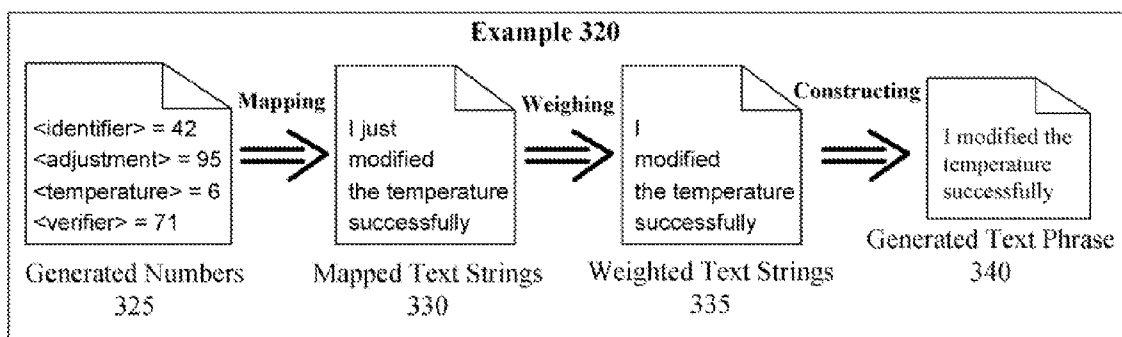 Example 320
Mapping
Weighing
Constructing
<identifier> = 42
<adjustment> = 95
<temperature> = 6
<verifier> = 71
I just
modified
the temperature
successfully
I
modified
the temperature
successfully
I modified the
temperature
successfully
Generated Numbers
325
Mapped Text Strings
330
Weighted Text Strings
335
Generated Text Phrase
340